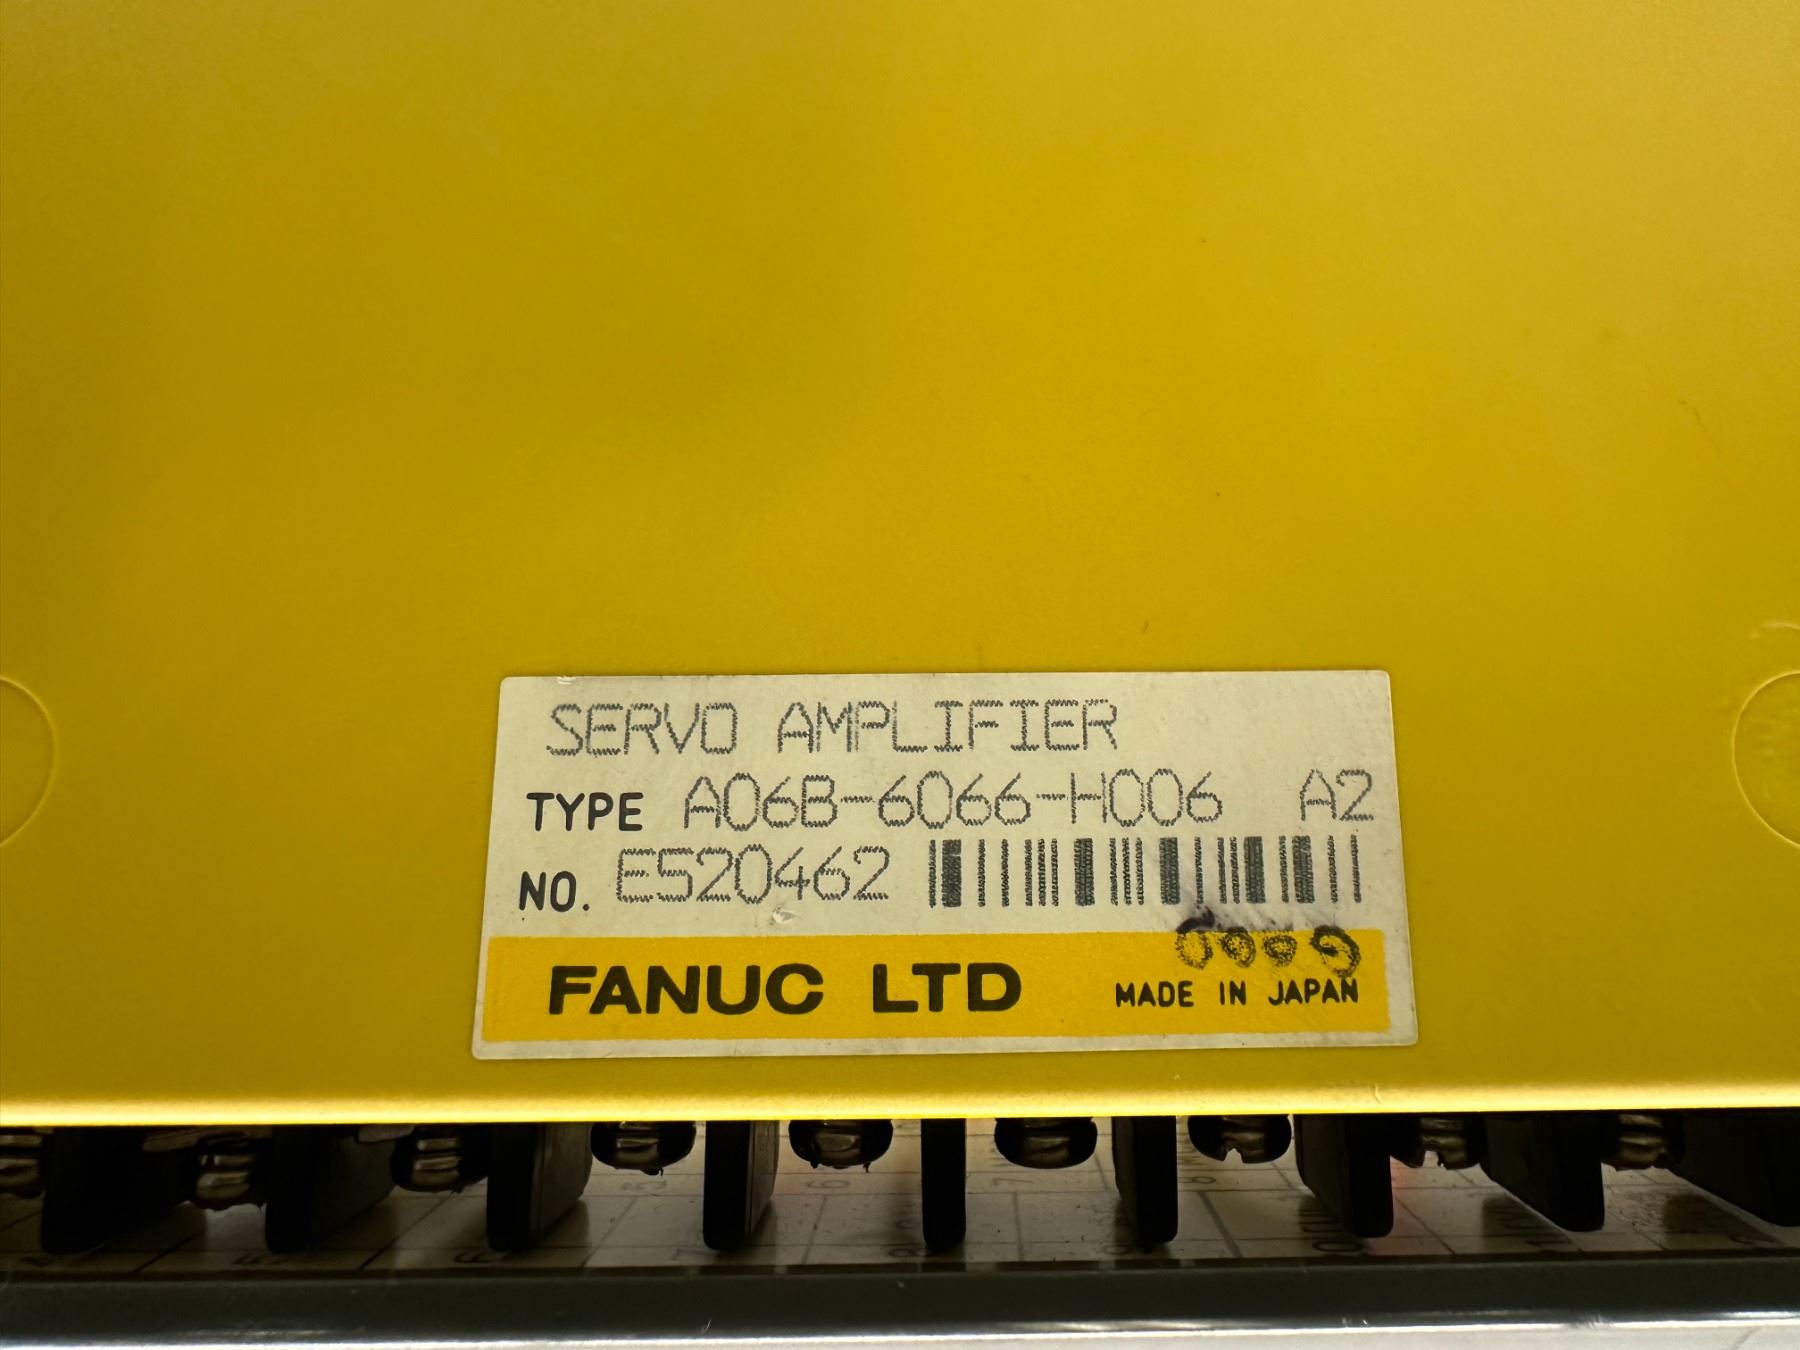 SERVO AMPLIFIER
TYPE A06B-6066-H006 A2
NO. E520462
FANUC LTD
MADE IN JAPAN